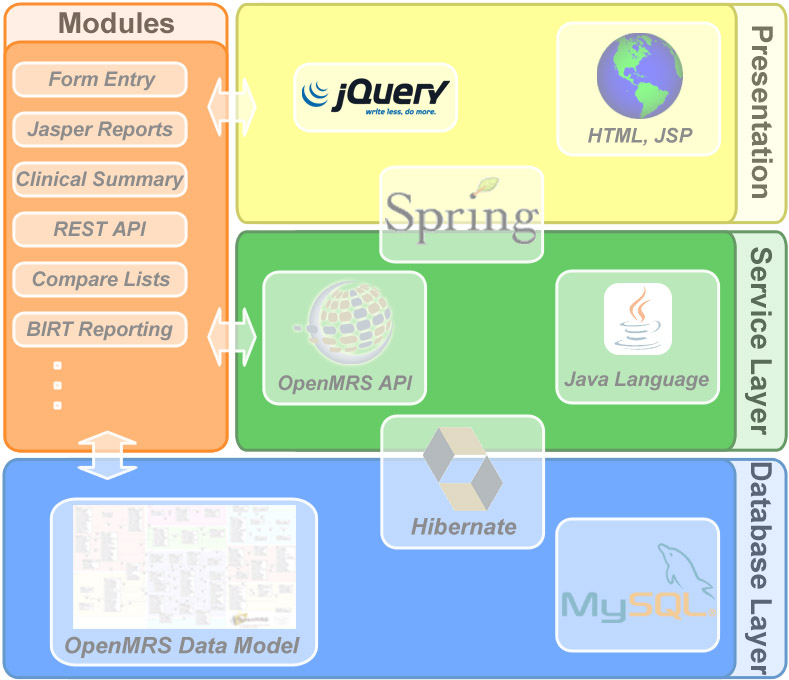 Modules
Form Entry
Jasper Reports
Clinical Summary
REST API
Compare Lists
BIRT Reporting
jQuery
write less, do more.
HTML, JSP
Presentation
Spring
OpenMRS API
Java Language
Service Layer
Hibernate
OpenMRS Data Model
MySQL
Database Layer